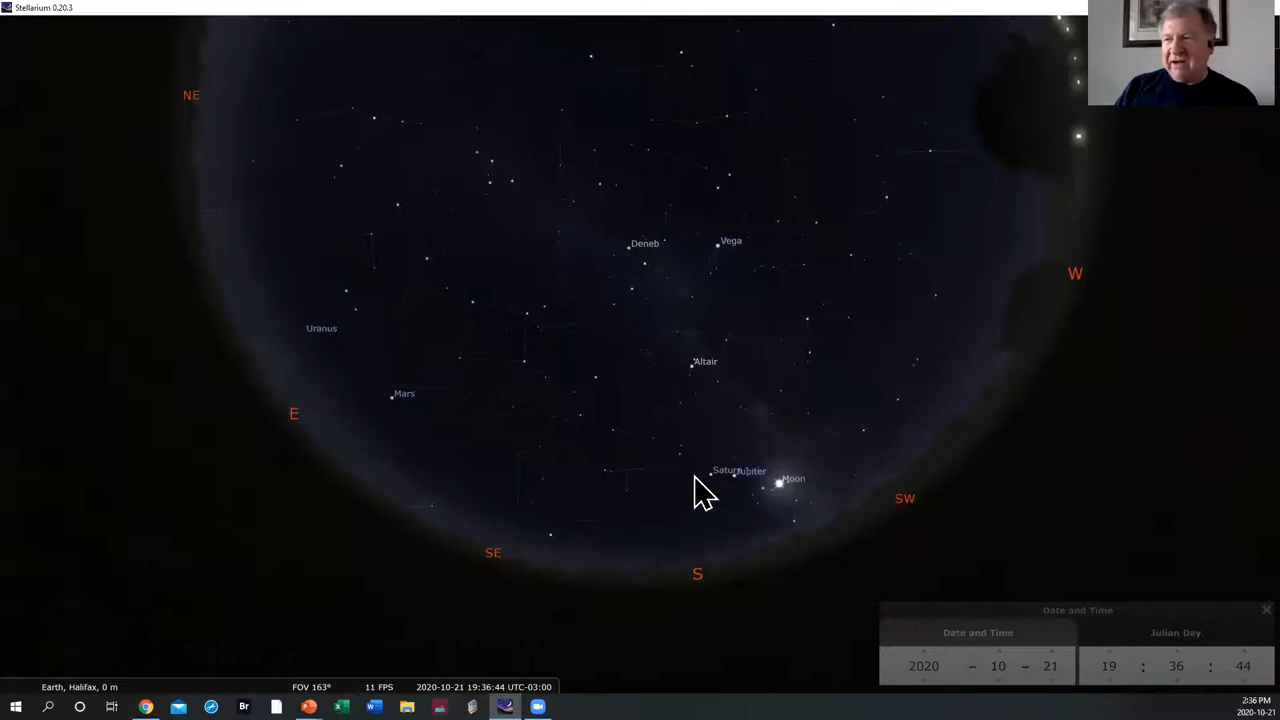 Stellarium 0.20.3
NE
Deneb
Vega
W
Uranus
Altair
Mars
E
Saturn
Jupiter
Moon
SW
SE
S
Date and Time
Date and Time
Julian Day
2020 - 10 - 21
19 : 36 : 44
Earth, Halifax, 0 m
FOV 163°
11 FPS
2020-10-21 19:36:44 UTC-03:00
Br
2:36 PM
2020-10-21